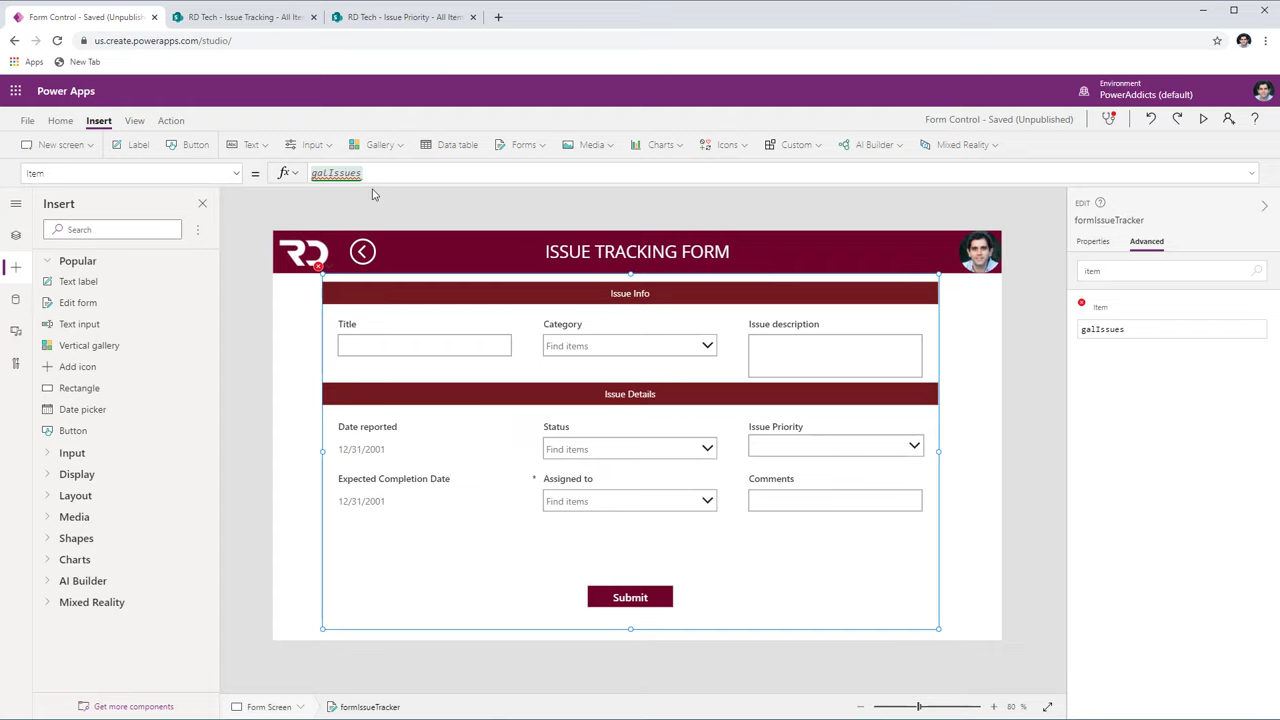 Form Control - Saved (Unpublish
RD Tech - Issue Tracking - All Ite
RD Tech - Issue Priority - All Item
us.create.powerapps.com/studio/
Apps
New Tab
Power Apps
Environment
PowerAddicts (default)
File
Home
Insert
View
Action
Form Control - Saved (Unpublished)
New screen
Label
Button
Text
Input
Gallery
Data table
Forms
Media
Charts
Icons
Custom
AI Builder
Mixed Reality
Item
=
fx
galIssues
Insert
Search
Popular
Text label
Edit form
Text input
Vertical gallery
Add icon
Rectangle
Date picker
Button
Input
Display
Layout
Media
Shapes
Charts
AI Builder
Mixed Reality
Get more components
RD
ISSUE TRACKING FORM
Issue Info
Title
Category
Issue description
Find items
Issue Details
Date reported
Status
Issue Priority
12/31/2001
Find items
Expected Completion Date
* Assigned to
Comments
12/31/2001
Find items
Submit
EDIT
formIssueTracker
Properties
Advanced
item
Item
galIssues
Form Screen
formIssueTracker
80 %